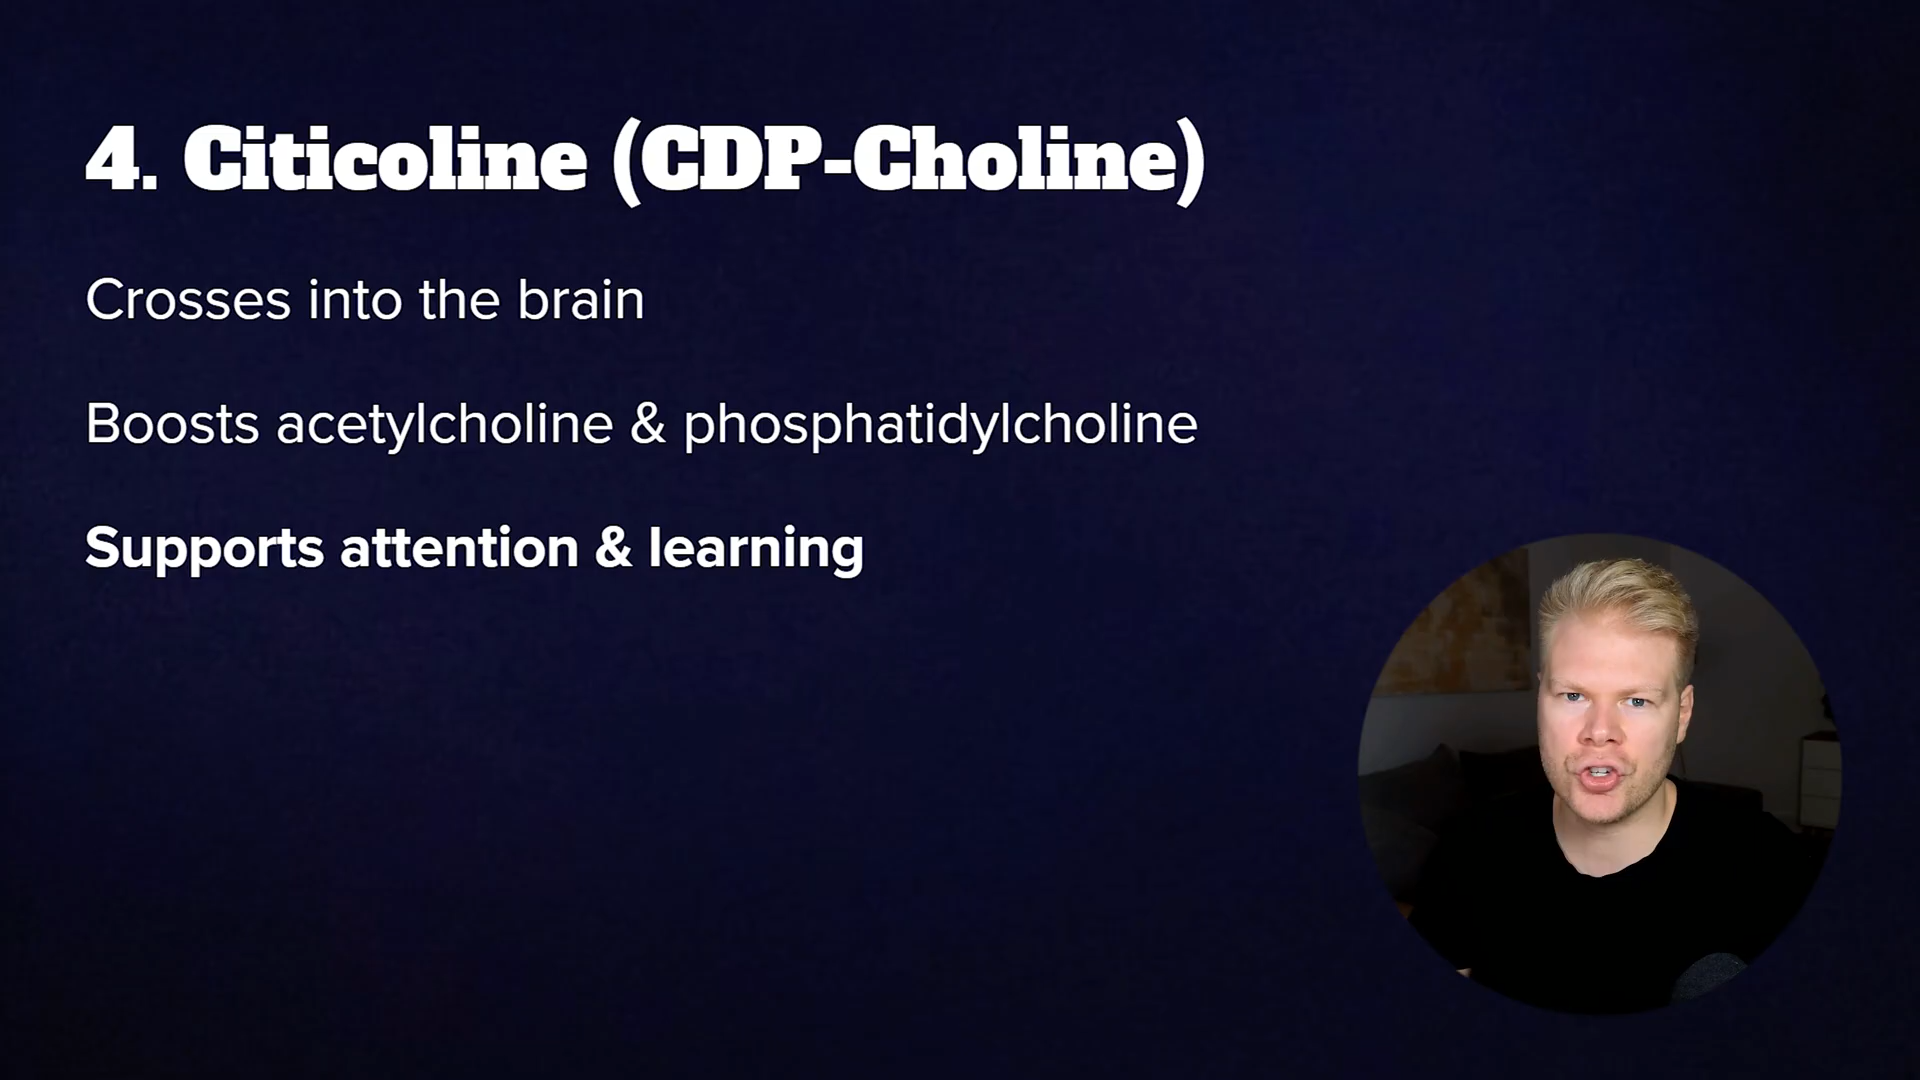 4. Citicoline (CDP-Choline)
Crosses into the brain
Boosts acetylcholine & phosphatidylcholine
Supports attention & learning